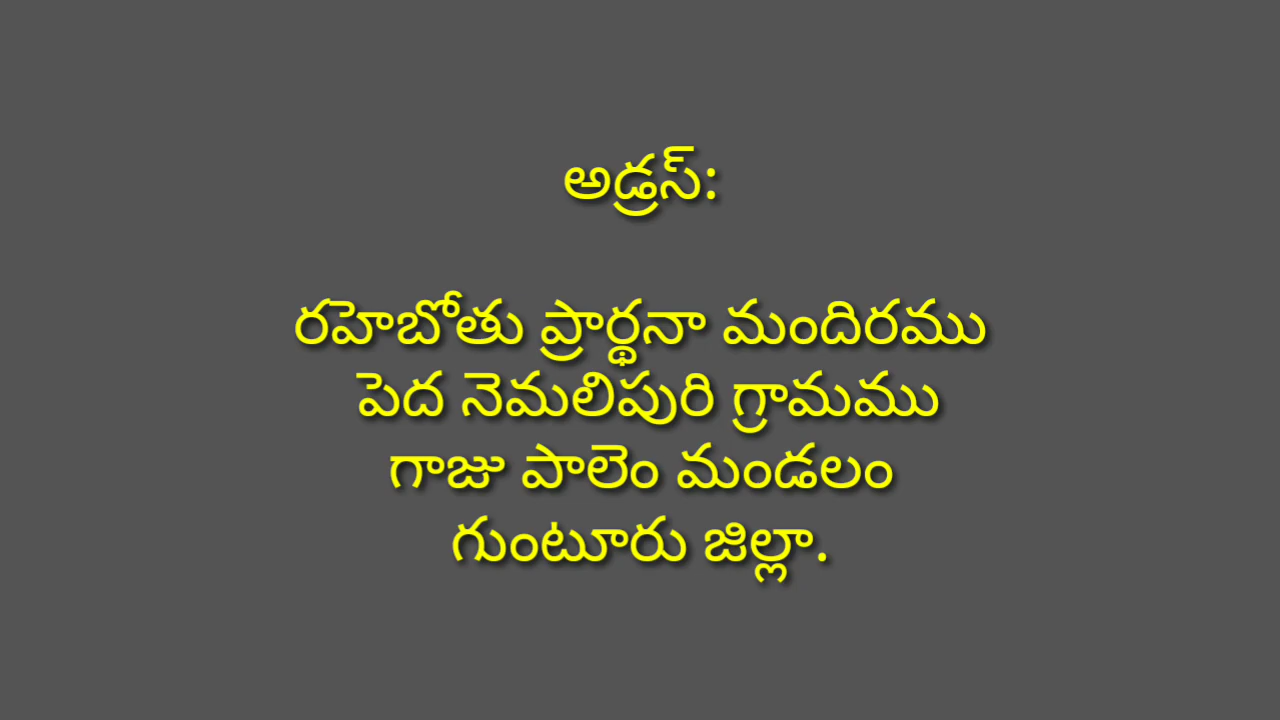 అడ్రస్:
రహెబోతు ప్రార్థనా మందిరము
పెద నెమలిపురి గ్రామము
గాజు పాలెం మండలం
గుంటూరు జిల్లా.